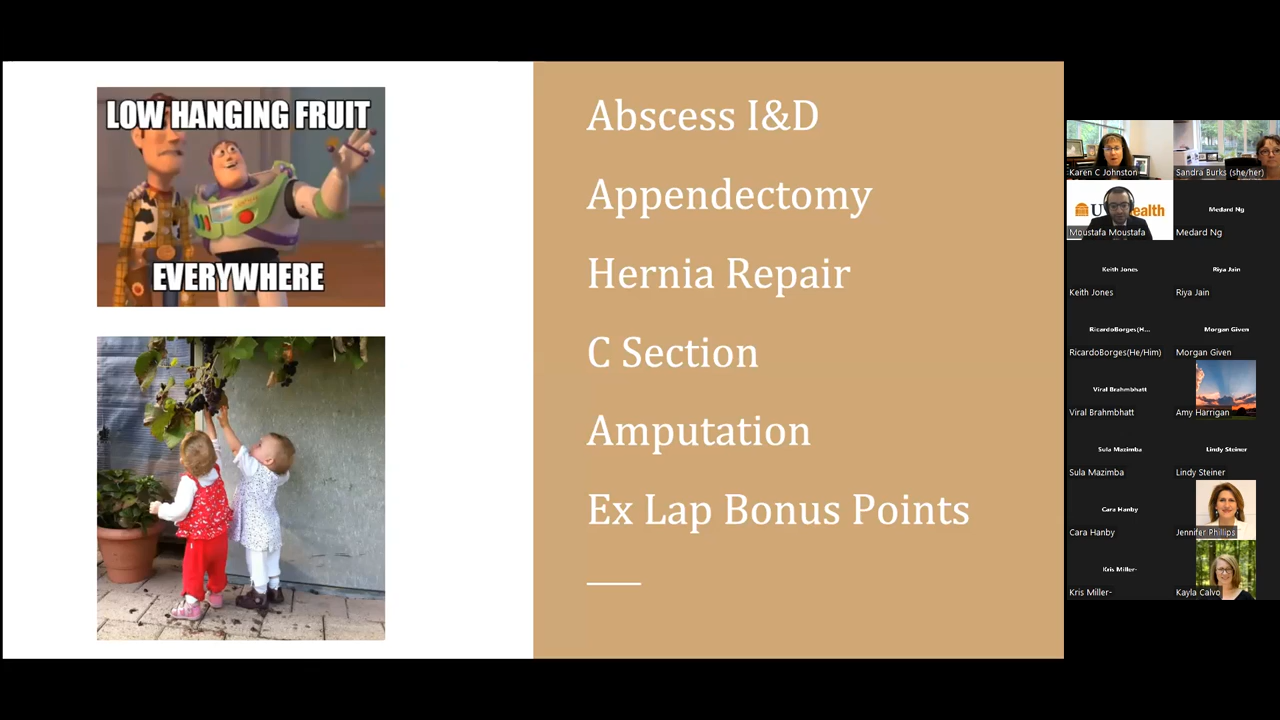 LOW HANGING FRUIT
EVERYWHERE
Abscess I&D
Appendectomy
Hernia Repair
C Section
Amputation
Ex Lap Bonus Points
Karen C Johnston
Sandra Burks (she/her)
Moustafa Moustafa
Medard Ng
Medard Ng
Keith Jones
Riya Jain
Keith Jones
Riya Jain
RicardoBorges(H...
Morgan Given
RicardoBorges(He/Him)
Morgan Given
Viral Brahmbhatt
Viral Brahmbhatt
Amy Harrigan
Sula Mazimba
Lindy Steiner
Sula Mazimba
Lindy Steiner
Cara Hanby
Cara Hanby
Jennifer Phillips
Kris Miller-
Kris Miller-
Kayla Calvo